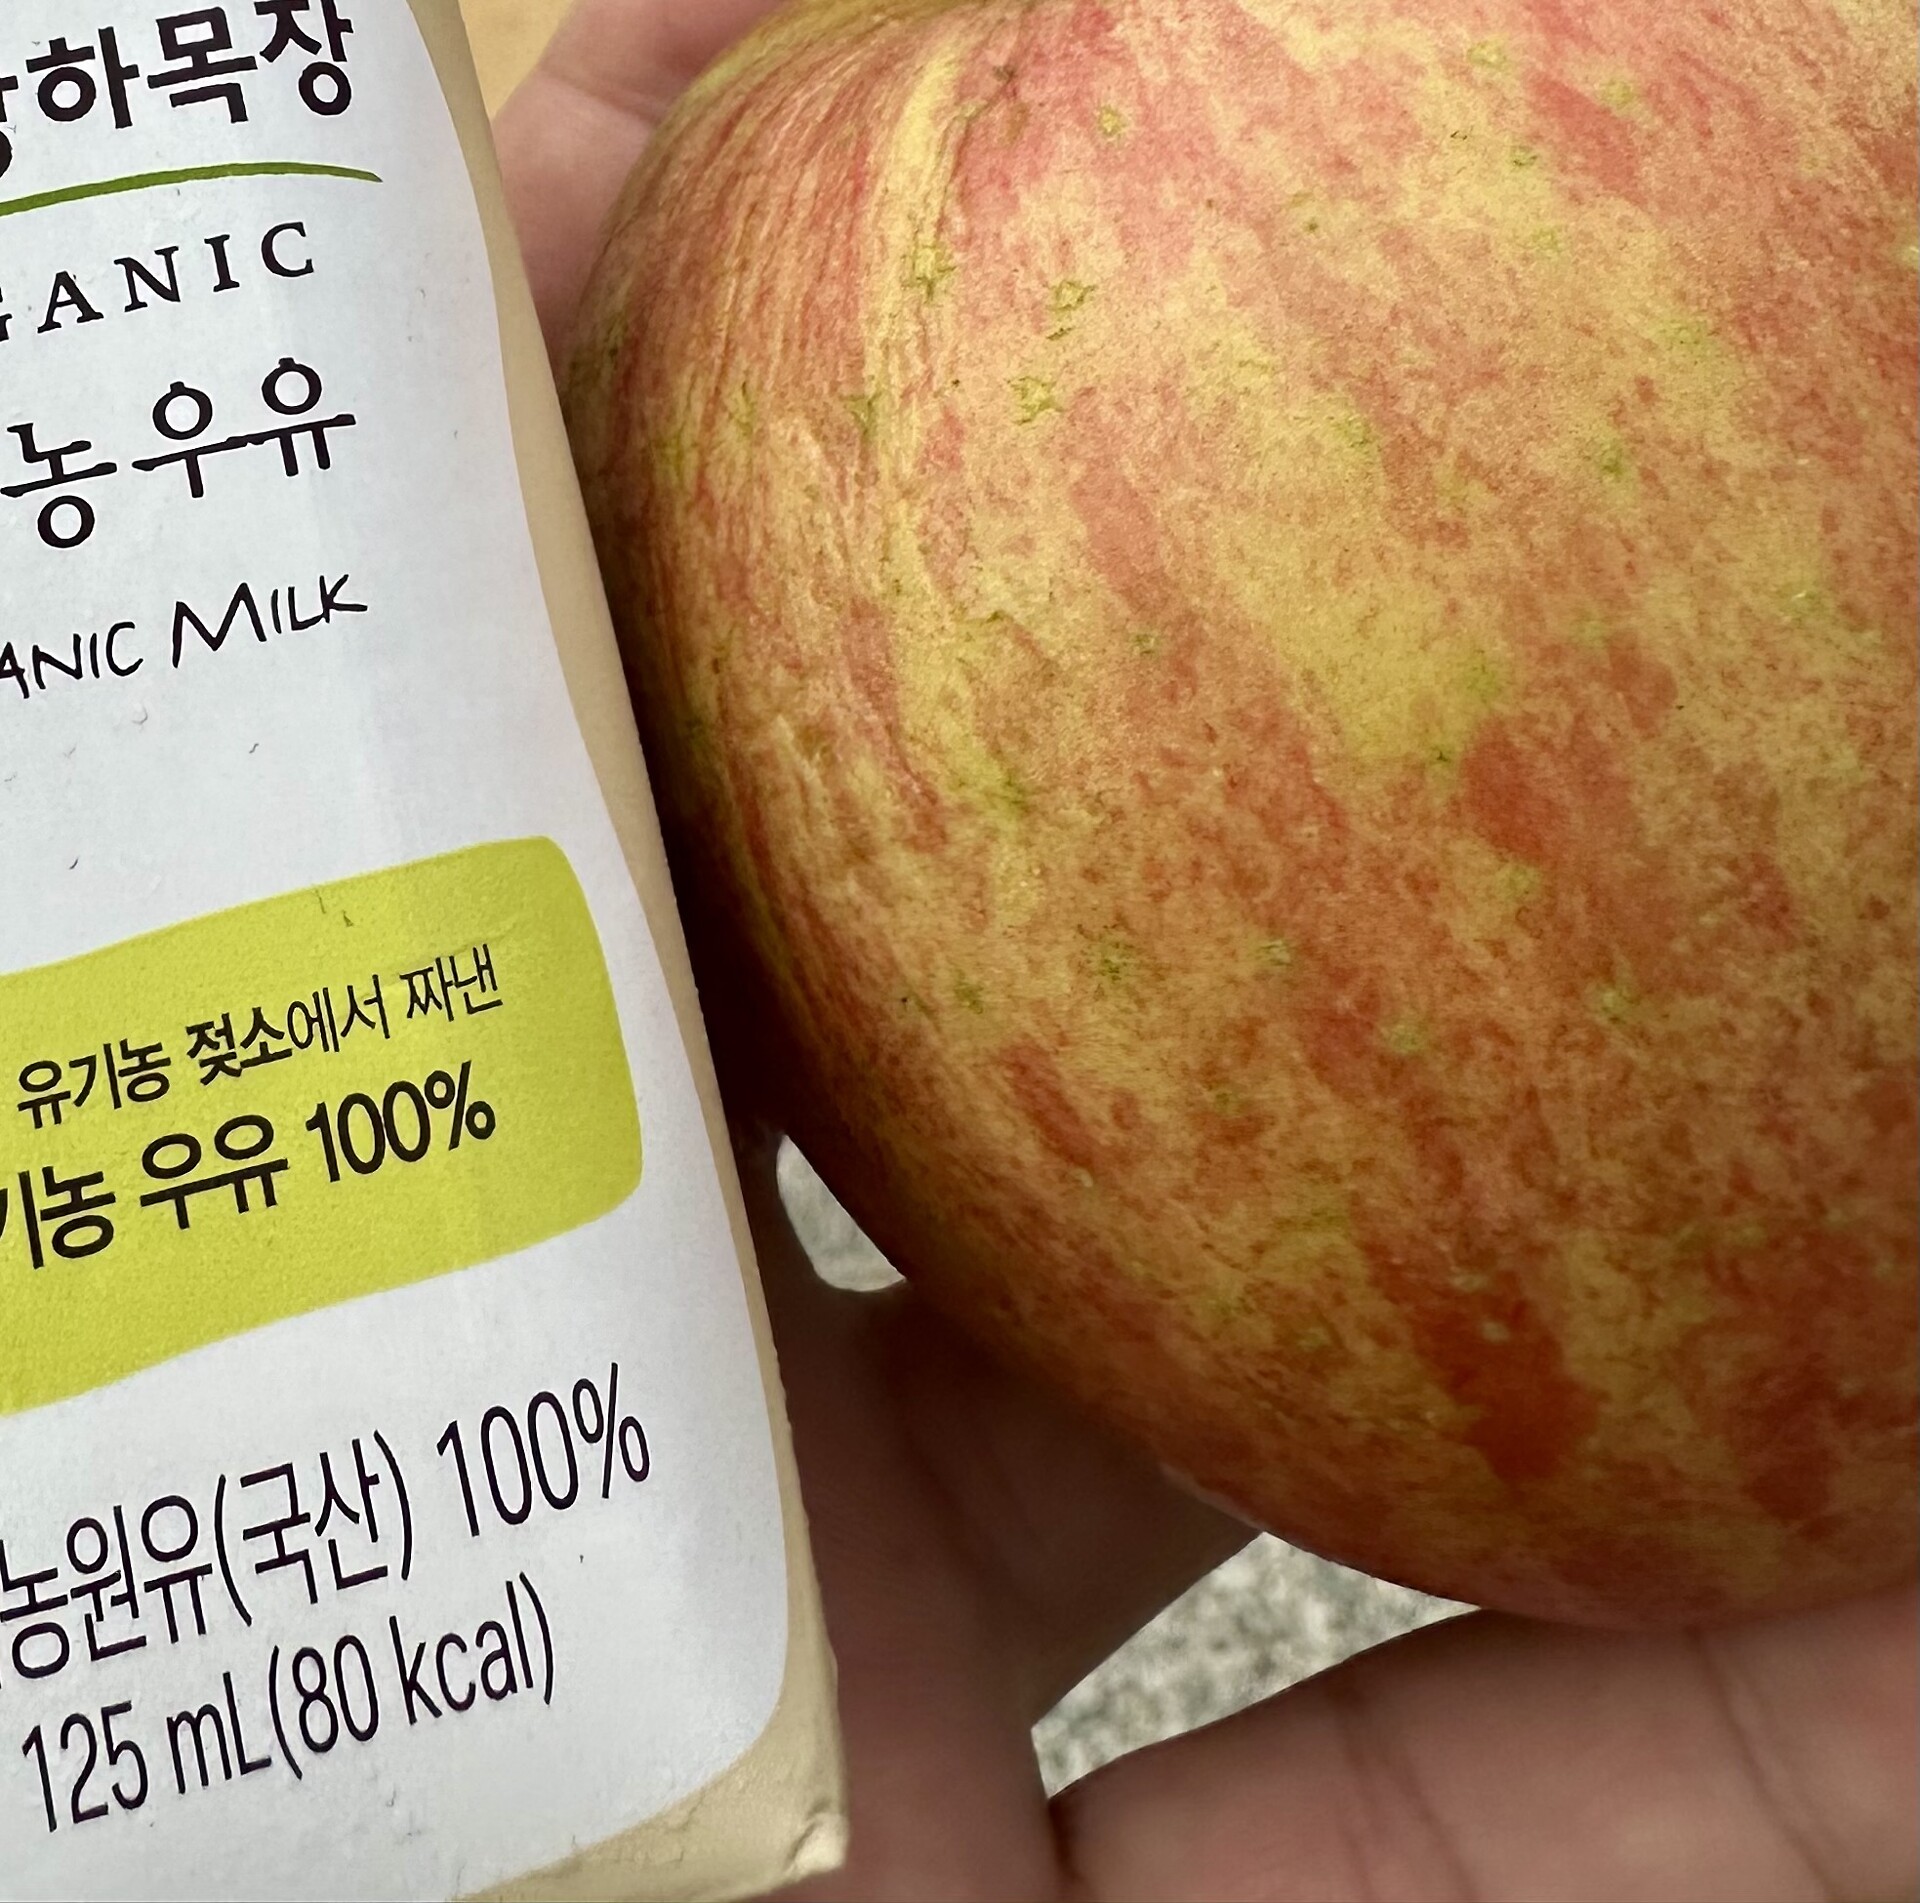 하목장
GANIC
농우유
ANIC MILK
유기농 젖소에서 짜낸
기농 우유 100%
농원유(국산) 100%
125 mL(80 kcal)